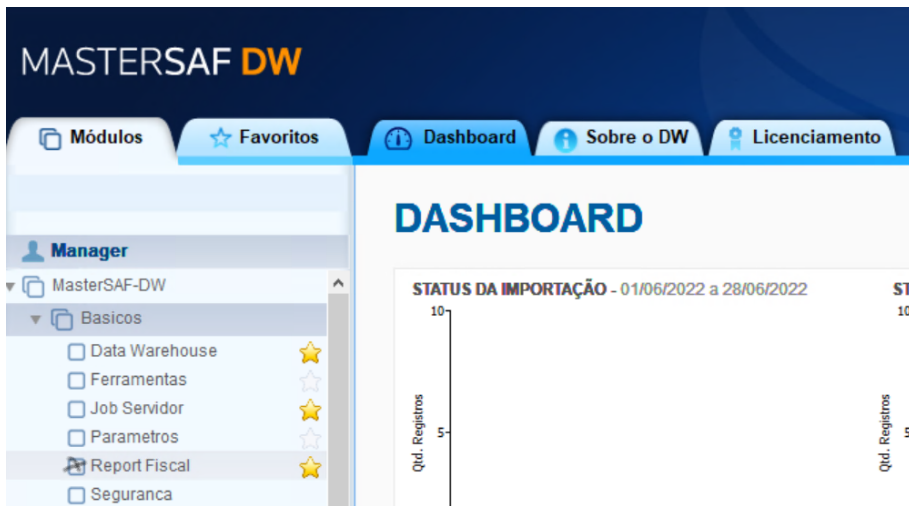 MASTERSAF DW
Módulos
Favoritos
Dashboard
Sobre o DW
Licenciamento
DASHBOARD
Manager
MasterSAF-DW
Basicos
Data Warehouse
Ferramentas
Job Servidor
Parametros
Report Fiscal
Seguranca
STATUS DA IMPORTAÇÃO - 01/06/2022 a 28/06/2022
10
5
Qtd. Registros
ST
10
5
Qtd. Registros